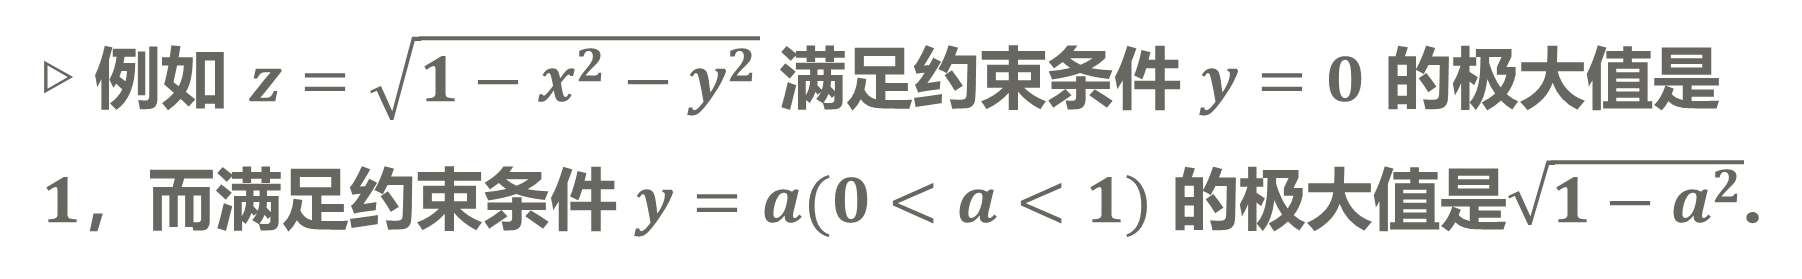 ▷ 例如 z = √(1 − x² − y²) 满足约束条件 y = 0 的极大值是
1，而满足约束条件 y = a(0 < a < 1) 的极大值是√(1 − a²).